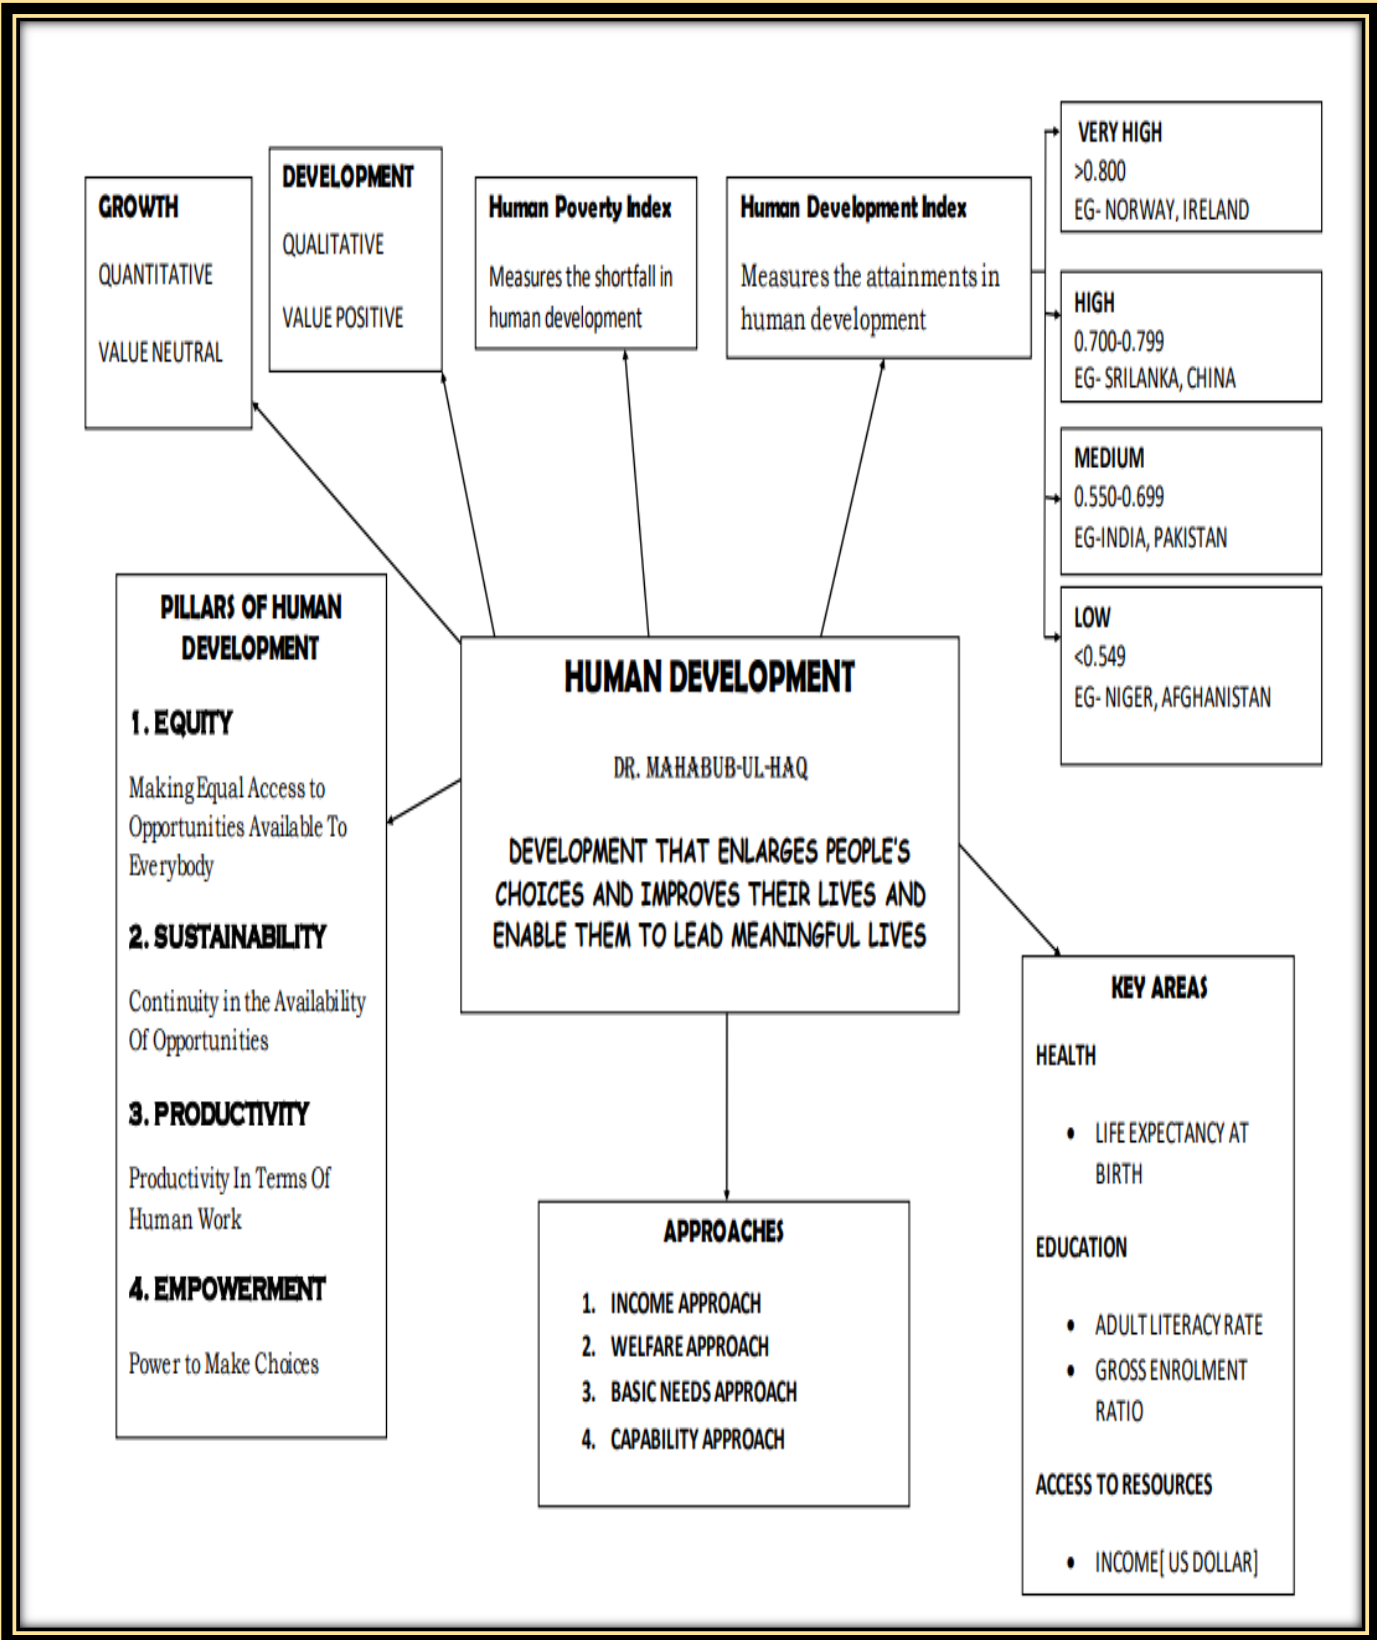 GROWTH
QUANTITATIVE
VALUE NEUTRAL
DEVELOPMENT
QUALITATIVE
VALUE POSITIVE
Human Poverty Index
Measures the shortfall in
human development
Human Development Index
Measures the attainments in
human development
VERY HIGH
>0.800
EG- NORWAY, IRELAND
HIGH
0.700-0.799
EG- SRILANKA, CHINA
MEDIUM
0.550-0.699
EG-INDIA, PAKISTAN
LOW
<0.549
EG- NIGER, AFGHANISTAN
PILLARS OF HUMAN
DEVELOPMENT
1. EQUITY
Making Equal Access to
Opportunities Available To
Everybody
2. SUSTAINABILITY
Continuity in the Availability
Of Opportunities
3. PRODUCTIVITY
Productivity In Terms Of
Human Work
4. EMPOWERMENT
Power to Make Choices
HUMAN DEVELOPMENT
DR. MAHABUB-UL-HAQ
DEVELOPMENT THAT ENLARGES PEOPLE'S
CHOICES AND IMPROVES THEIR LIVES AND
ENABLE THEM TO LEAD MEANINGFUL LIVES
APPROACHES
1. INCOME APPROACH
2. WELFARE APPROACH
3. BASIC NEEDS APPROACH
4. CAPABILITY APPROACH
KEY AREAS
HEALTH
• LIFE EXPECTANCY AT
BIRTH
EDUCATION
• ADULT LITERACY RATE
• GROSS ENROLMENT
RATIO
ACCESS TO RESOURCES
• INCOME[ US DOLLAR]